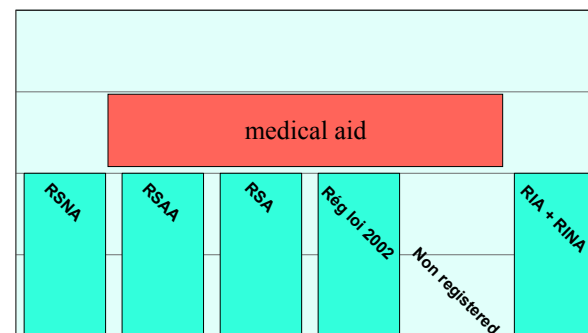 medical aid
RSNA
RSAA
RSA
Rég loi 2002
Non registered
RIA + RINA